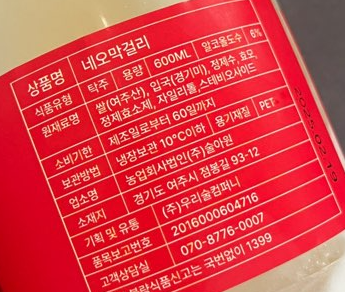 상품명 네오막걸리
식품유형 탁주 용량 600ML 알코올도수 6%
원재료명 쌀(여주산), 입국(경기미), 정제수, 효모,
정제효소제, 자일리톨, 스테비오사이드
소비기한 제조일로부터 60일까지
보관방법 냉장보관 10°C이하 용기재질 PET
업소명 농업회사법인(주)술아원
소재지 경기도 여주시 점봉길 93-12
기획 및 유통 (주)우리술컴퍼니
품목보고번호 2016000604716
고객상담실 070-8776-0007
불량식품신고는 국번없이 1399